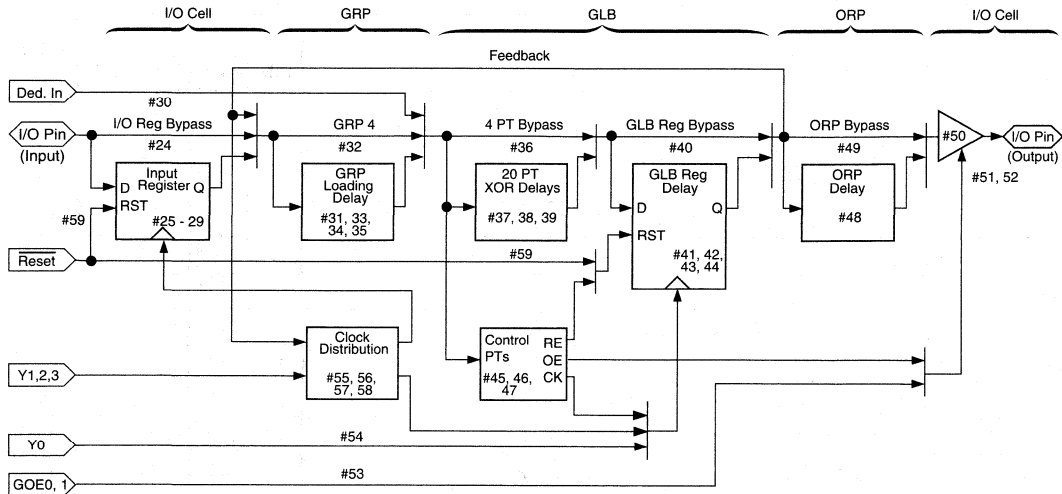 I/O Cell
GRP
GLB
ORP
I/O Cell
Feedback
Ded. In
#30
I/O Pin
(Input)
I/O Reg Bypass
#24
GRP 4
#32
4 PT Bypass
#36
GLB Reg Bypass
#40
ORP Bypass
#49
#50
I/O Pin
(Output)
#51, 52
Input
Register
D
Q
RST
#25 - 29
#59
GRP
Loading
Delay
#31, 33,
34, 35
20 PT
XOR Delays
#37, 38, 39
GLB Reg
Delay
D
Q
RST
#41, 42,
43, 44
ORP
Delay
#48
Reset
#59
Clock
Distribution
#55, 56,
57, 58
Control
PTs
RE
OE
CK
#45, 46,
47
Y1,2,3
Y0
#54
GOE0, 1
#53